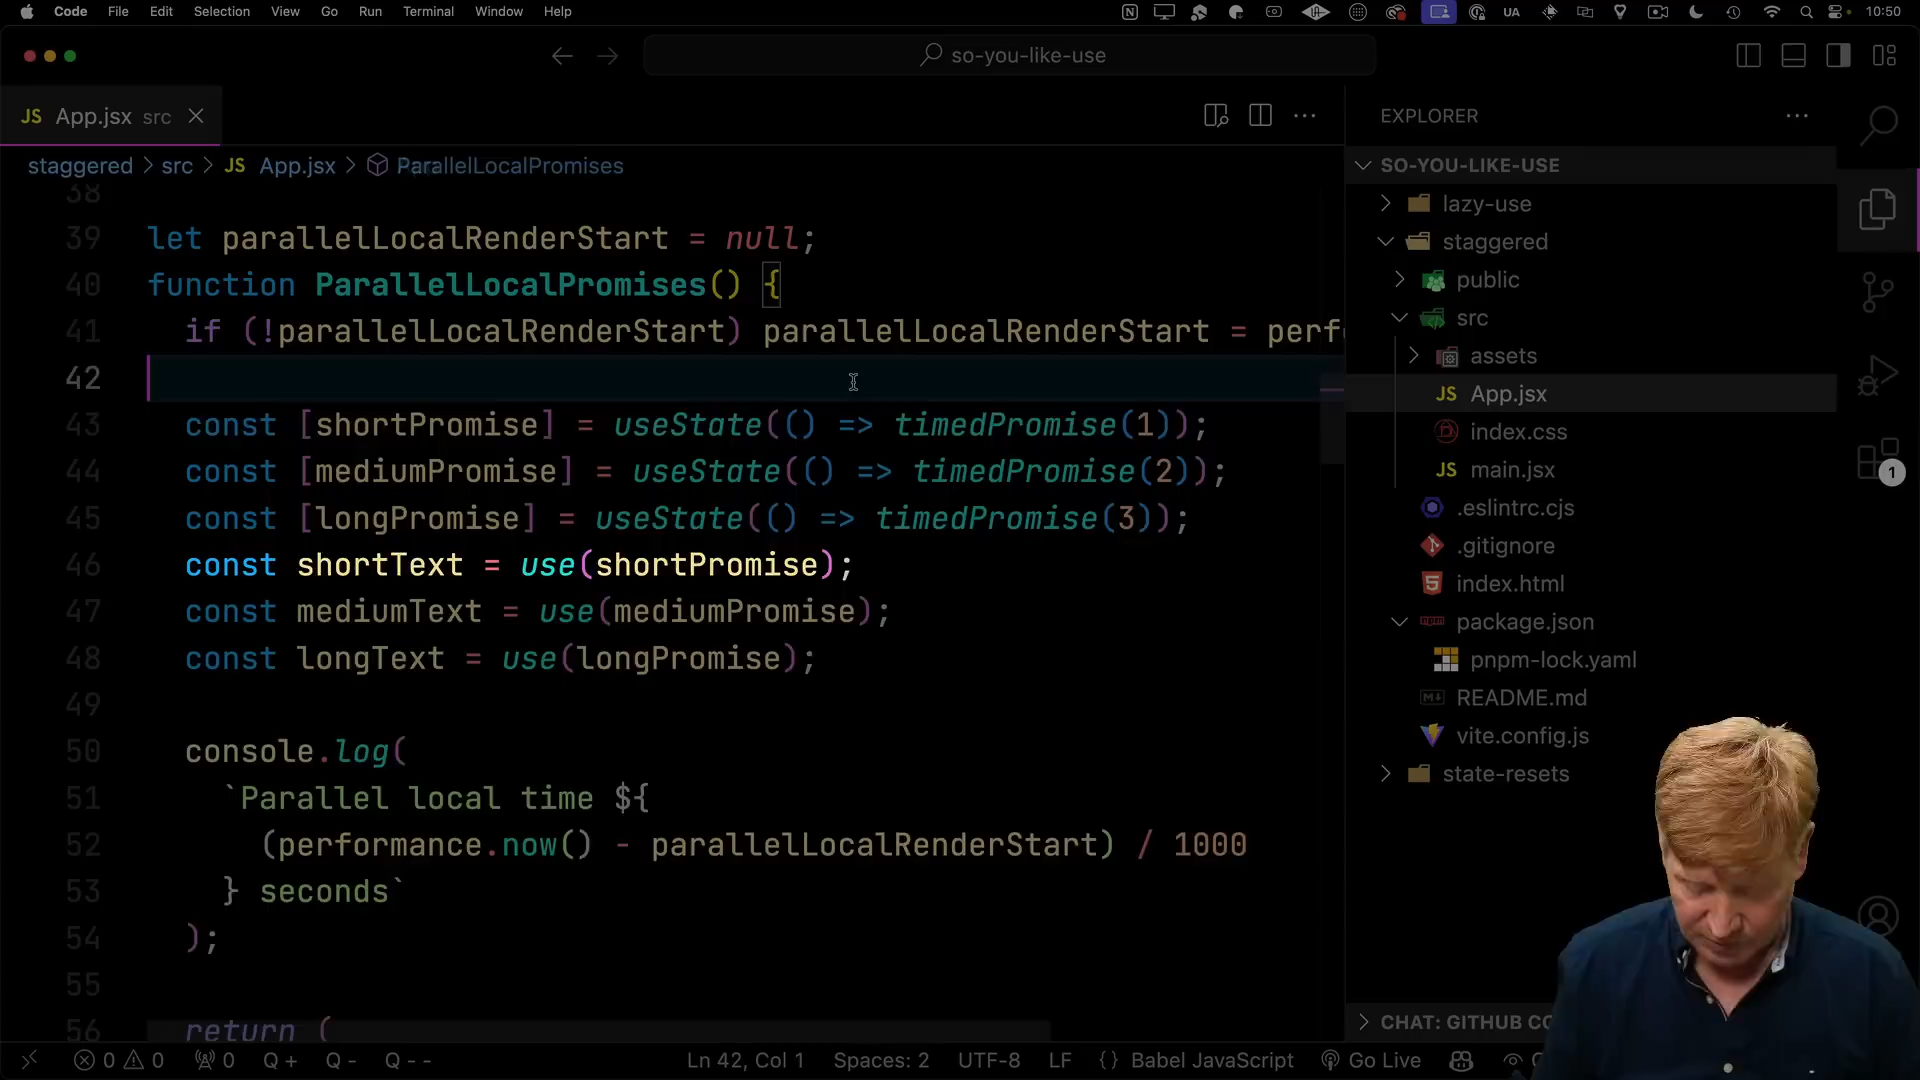 Code File Edit Selection View Go Run Terminal Window Help UA 10:50
so-you-like-use
JS App.jsx src
staggered > src > JS App.jsx > ParallelLocalPromises
38
39 let parallelLocalRenderStart = null;
40 function ParallelLocalPromises() {
41 if (!parallelLocalRenderStart) parallelLocalRenderStart = perf
42
43 const [shortPromise] = useState(() => timedPromise(1));
44 const [mediumPromise] = useState(() => timedPromise(2));
45 const [longPromise] = useState(() => timedPromise(3));
46 const shortText = use(shortPromise);
47 const mediumText = use(mediumPromise);
48 const longText = use(longPromise);
49
50 console.log(
51 `Parallel local time ${
52 (performance.now() - parallelLocalRenderStart) / 1000
53 } seconds`
54 );
55
56 return (
EXPLORER
SO-YOU-LIKE-USE
lazy-use
staggered
public
src
assets
JS App.jsx
index.css
JS main.jsx
.eslintrc.cjs
.gitignore
index.html
package.json
pnpm-lock.yaml
README.md
vite.config.js
state-resets
1
CHAT: GITHUB CO
0 0 0 Q + Q - Q - - Ln 42, Col 1 Spaces: 2 UTF-8 LF {} Babel JavaScript Go Live